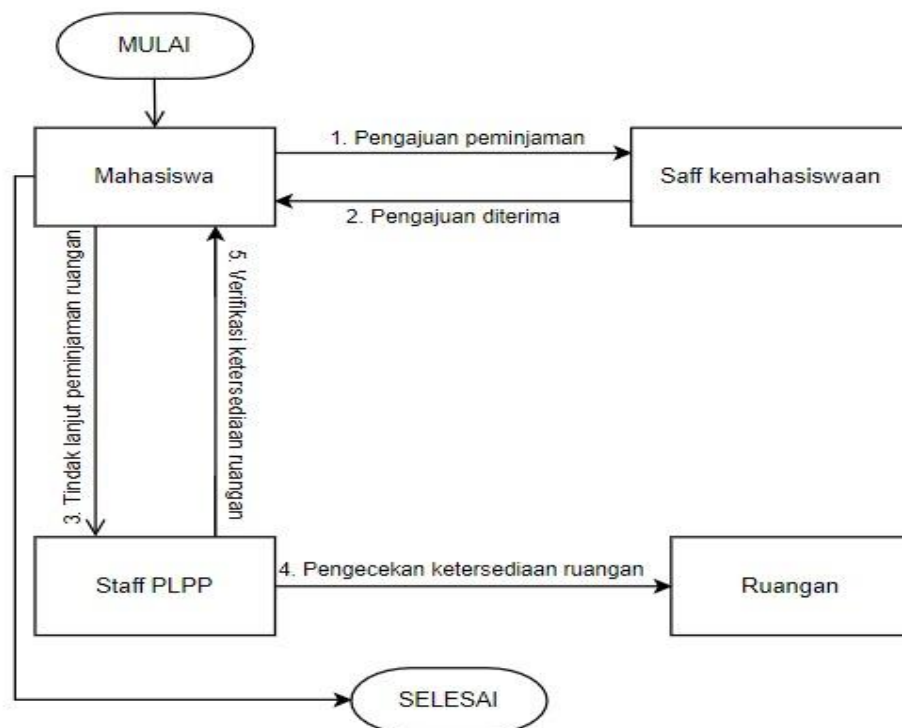 MULAI
Mahasiswa
1. Pengajuan peminjaman
Saff kemahasiswaan
2. Pengajuan diterima
3. Tindak lanjut peminjaman ruangan
5. Verifikasi ketersediaan ruangan
Staff PLPP
4. Pengecekan ketersediaan ruangan
Ruangan
SELESAI